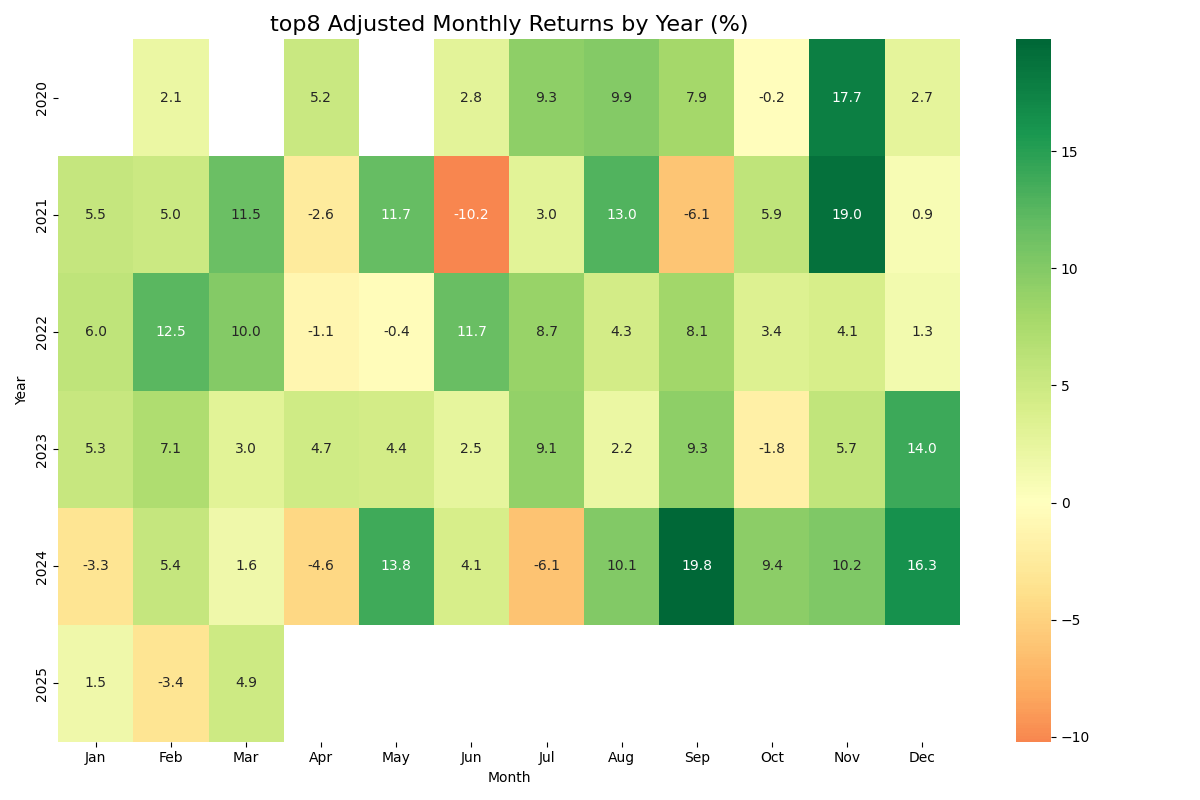 top8 Adjusted Monthly Returns by Year (%)
2020 2.1 5.2 2.8 9.3 9.9 7.9 -0.2 17.7 2.7
2021 5.5 5.0 11.5 -2.6 11.7 -10.2 3.0 13.0 -6.1 5.9 19.0 0.9
2022 6.0 12.5 10.0 -1.1 -0.4 11.7 8.7 4.3 8.1 3.4 4.1 1.3
2023 5.3 7.1 3.0 4.7 4.4 2.5 9.1 2.2 9.3 -1.8 5.7 14.0
2024 -3.3 5.4 1.6 -4.6 13.8 4.1 -6.1 10.1 19.8 9.4 10.2 16.3
2025 1.5 -3.4 4.9
Jan Feb Mar Apr May Jun Jul Aug Sep Oct Nov Dec
Month
Year
15
10
5
0
−5
−10